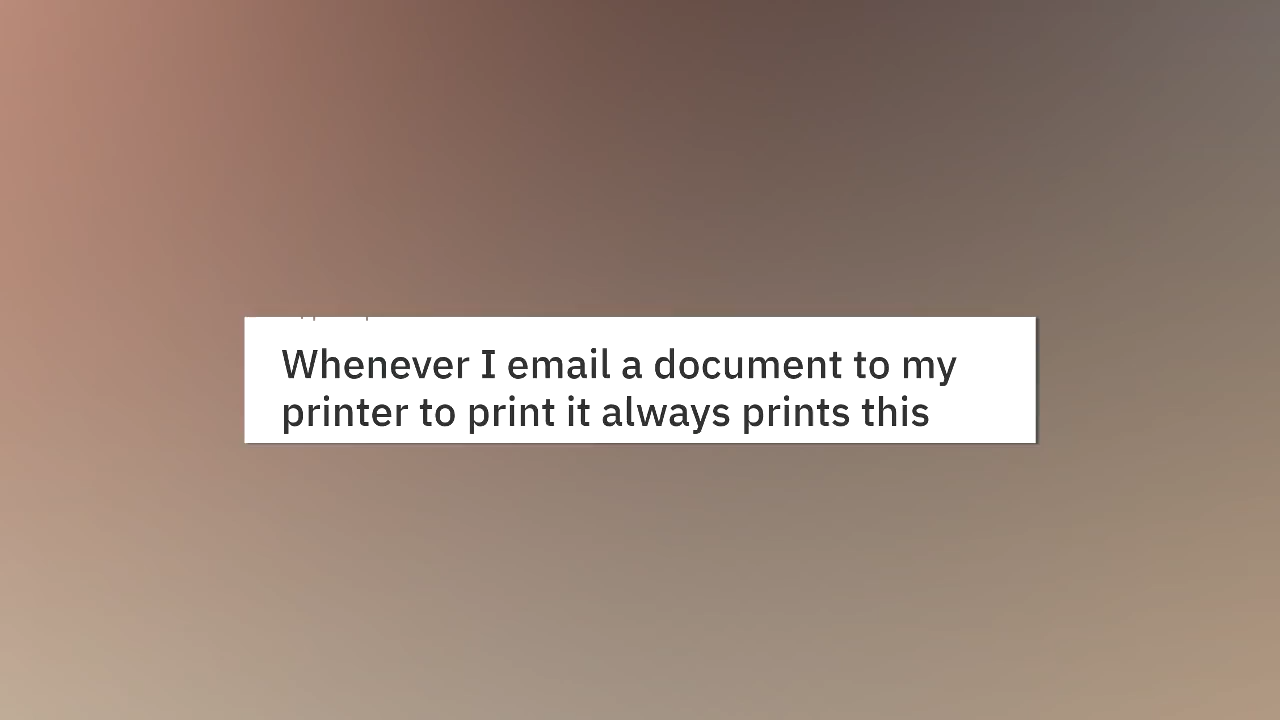 Whenever I email a document to my
printer to print it always prints this